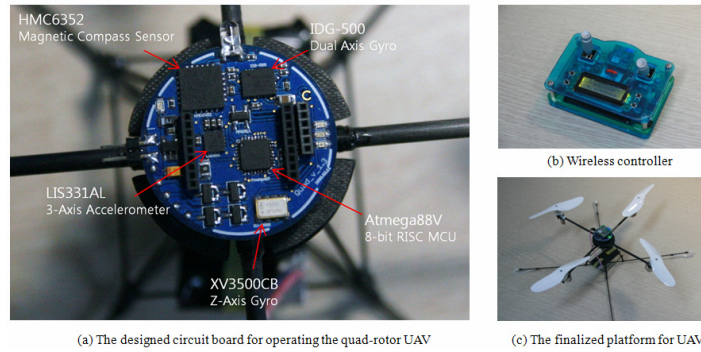 HMC6352
Magnetic Compass Sensor
IDG-500
Dual Axis Gyro
LIS331AL
3-Axis Accelerometer
Atmega88V
8-bit RISC MCU
XV3500CB
Z-Axis Gyro
Quad_v_1.3
(a) The designed circuit board for operating the quad-rotor UAV
(b) Wireless controller
(c) The finalized platform for UAV